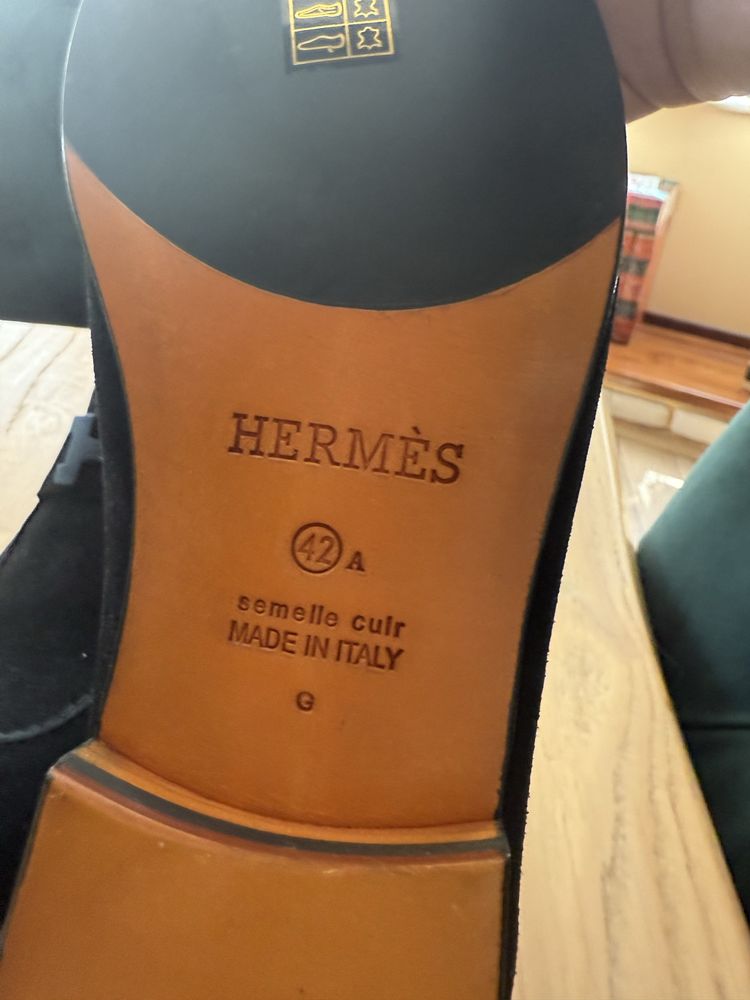 HERMÈS
42 A
semelle cuir
MADE IN ITALY
G